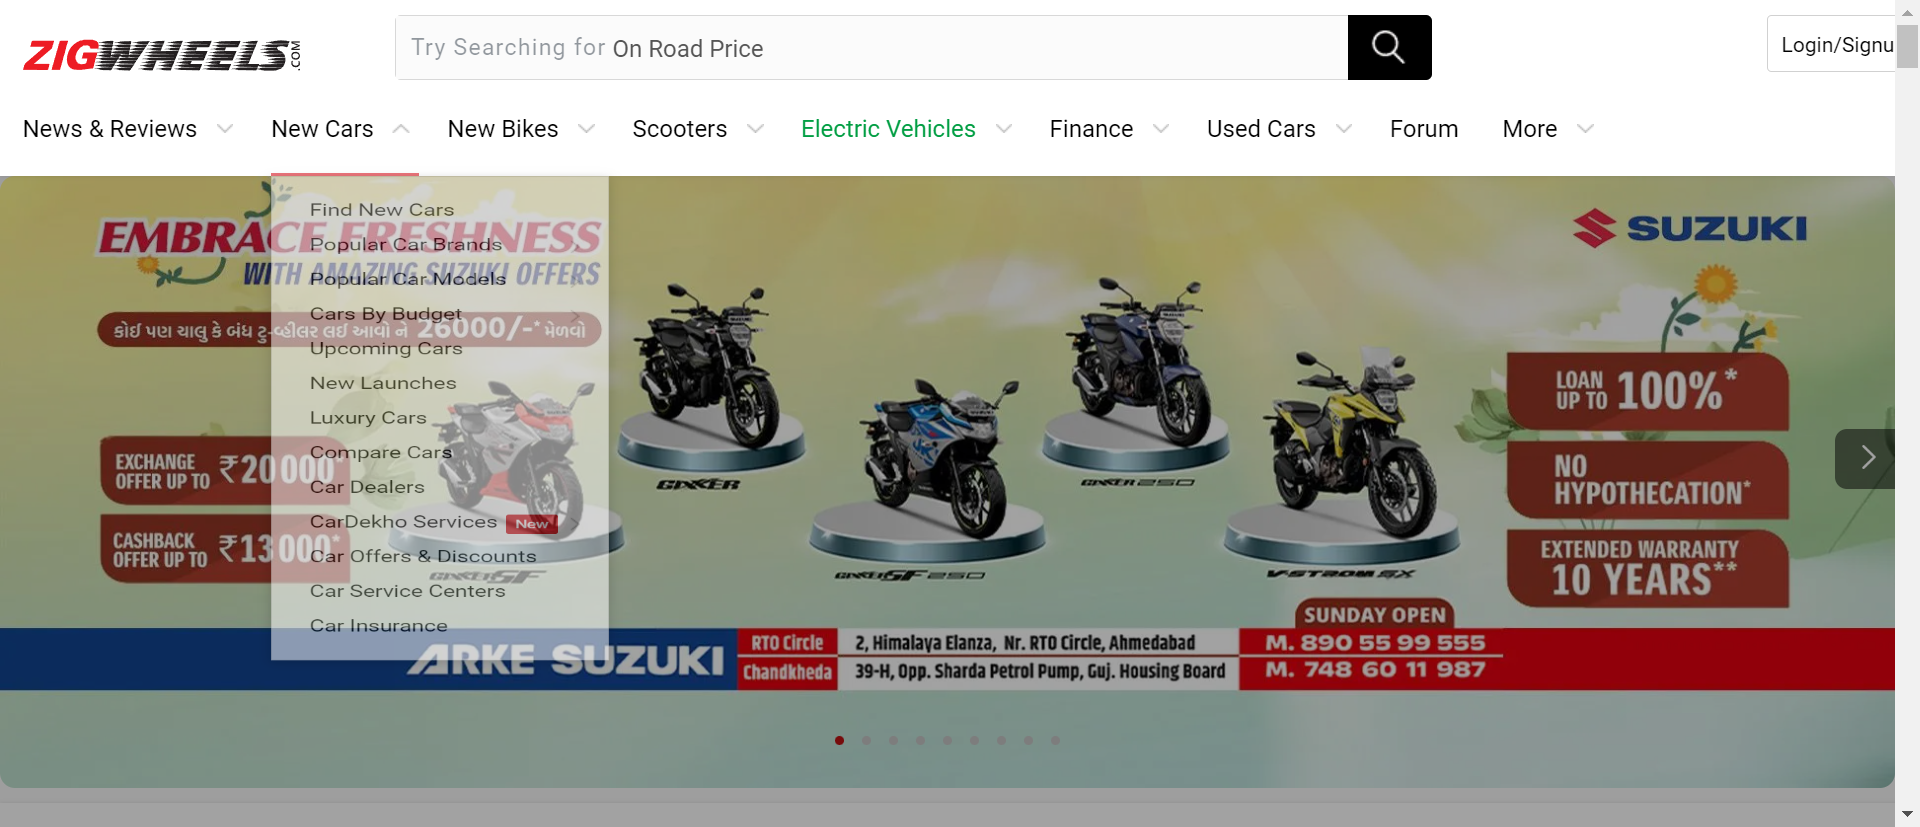 ZIGWHEELS.COM
Try Searching for On Road Price
Login/Signu
News & Reviews New Cars New Bikes Scooters Electric Vehicles Finance Used Cars Forum More
Find New Cars
Popular Car Brands
Popular Car Models
Cars By Budget
Upcoming Cars
New Launches
Luxury Cars
Compare Cars
Car Dealers
CarDekho Services New
Car Offers & Discounts
Car Service Centers
Car Insurance
EMBRACE FRESHNESS
WITH AMAZING SUZUKI OFFERS
કોઈ પણ ચાલુ કે બંધ ટુ-વ્હીલર લઈ આવો ને 26000/-* મેળવો
EXCHANGE
OFFER UP TO ₹20000*
CASHBACK
OFFER UP TO ₹13000*
SUZUKI
GIXXER
GIXXER 250
GIXXER SF
GIXXER SF 250
V-STROM SX
LOAN
UP TO 100%*
NO
HYPOTHECATION*
EXTENDED WARRANTY
10 YEARS**
SUNDAY OPEN
ARKE SUZUKI
RTO Circle 2, Himalaya Elanza, Nr. RTO Circle, Ahmedabad M. 890 55 99 555
Chandkheda 39-H, Opp. Sharda Petrol Pump, Guj. Housing Board M. 748 60 11 987